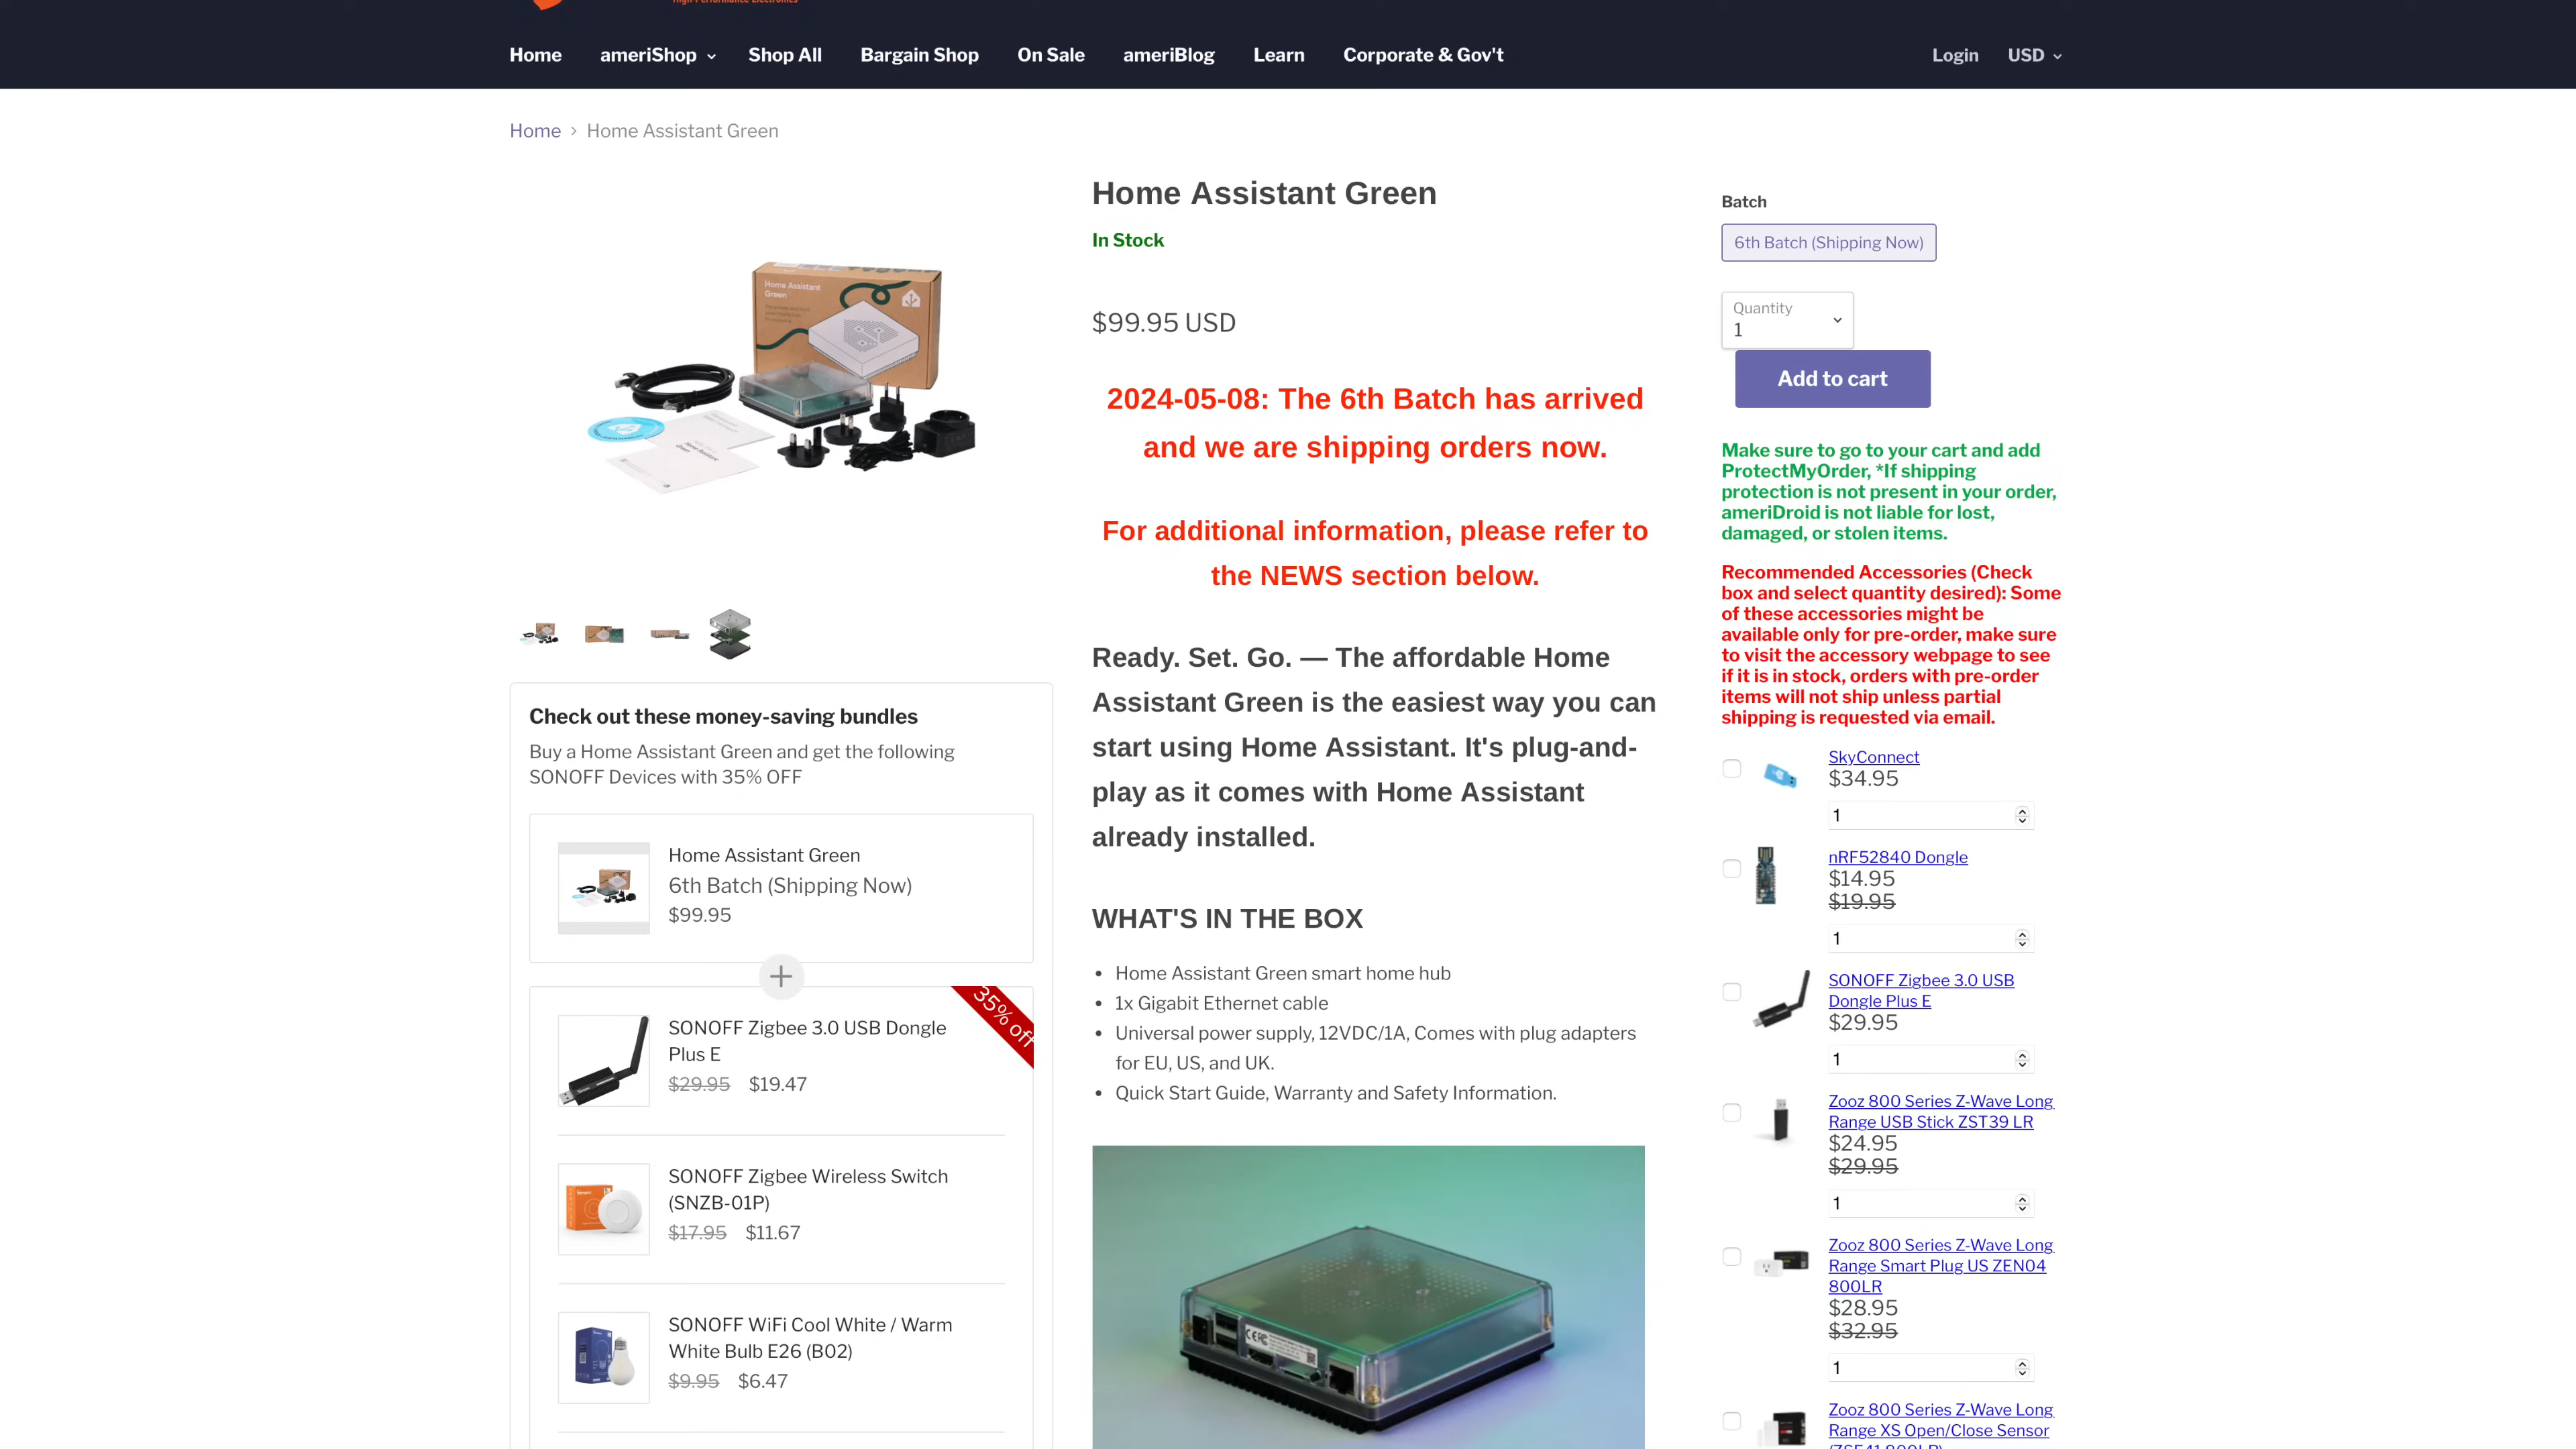 High Performance Electronics
Home
ameriShop
Shop All
Bargain Shop
On Sale
ameriBlog
Learn
Corporate & Gov't
Login
USD
Home > Home Assistant Green
Home Assistant
Green
Home Assistant Green
In Stock
$99.95 USD
2024-05-08: The 6th Batch has arrived
and we are shipping orders now.
For additional information, please refer to
the NEWS section below.
Ready. Set. Go. — The affordable Home
Assistant Green is the easiest way you can
start using Home Assistant. It's plug-and-
play as it comes with Home Assistant
already installed.
WHAT'S IN THE BOX
• Home Assistant Green smart home hub
• 1x Gigabit Ethernet cable
• Universal power supply, 12VDC/1A, Comes with plug adapters
for EU, US, and UK.
• Quick Start Guide, Warranty and Safety Information.
Check out these money-saving bundles
Buy a Home Assistant Green and get the following
SONOFF Devices with 35% OFF
Home Assistant Green
6th Batch (Shipping Now)
$99.95
35% off
SONOFF Zigbee 3.0 USB Dongle
Plus E
$29.95 $19.47
SONOFF Zigbee Wireless Switch
(SNZB-01P)
$17.95 $11.67
SONOFF WiFi Cool White / Warm
White Bulb E26 (B02)
$9.95 $6.47
Batch
6th Batch (Shipping Now)
Quantity
1
Add to cart
Make sure to go to your cart and add
ProtectMyOrder, *If shipping
protection is not present in your order,
ameriDroid is not liable for lost,
damaged, or stolen items.
Recommended Accessories (Check
box and select quantity desired): Some
of these accessories might be
available only for pre-order, make sure
to visit the accessory webpage to see
if it is in stock, orders with pre-order
items will not ship unless partial
shipping is requested via email.
SkyConnect
$34.95
1
nRF52840 Dongle
$14.95
$19.95
1
SONOFF Zigbee 3.0 USB
Dongle Plus E
$29.95
1
Zooz 800 Series Z-Wave Long
Range USB Stick ZST39 LR
$24.95
$29.95
1
Zooz 800 Series Z-Wave Long
Range Smart Plug US ZEN04
800LR
$28.95
$32.95
1
Zooz 800 Series Z-Wave Long
Range XS Open/Close Sensor
(ZSE41 800LR)